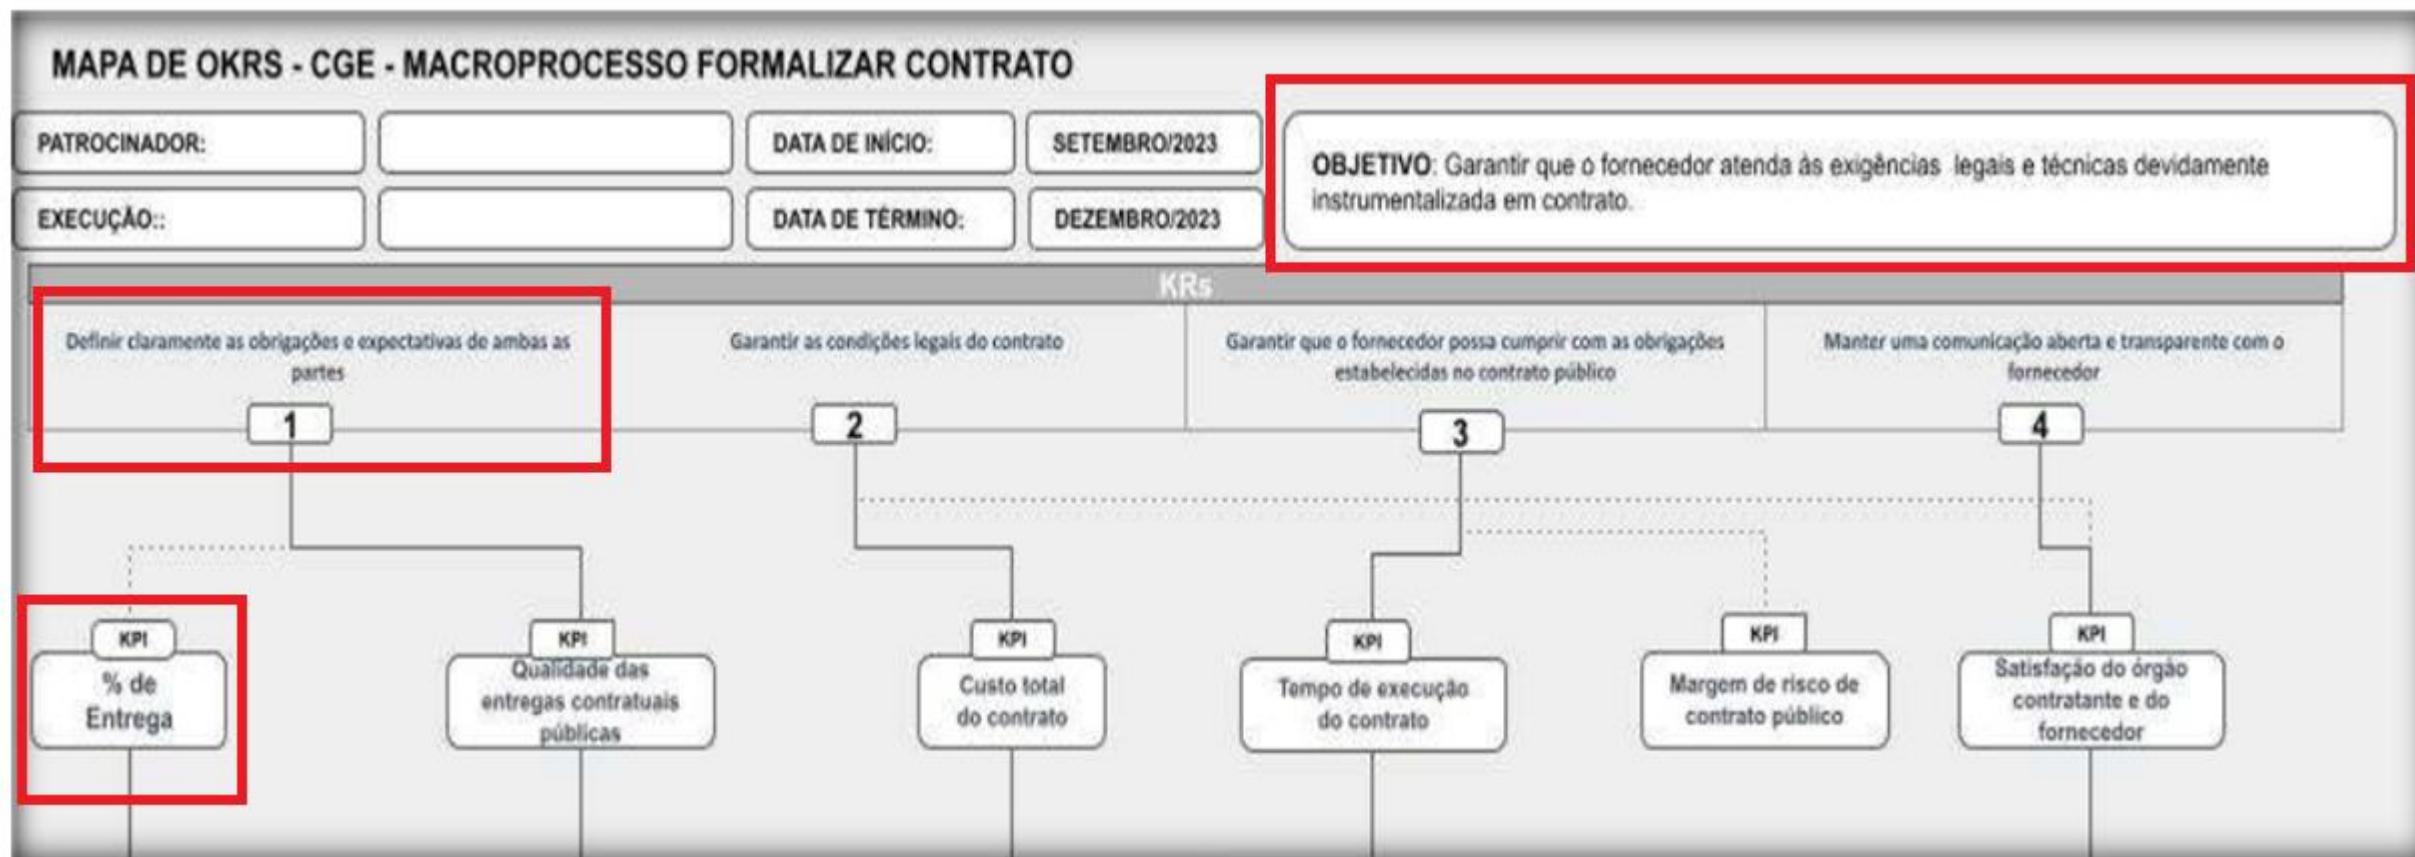 MAPA DE OKRS - CGE - MACROPROCESSO FORMALIZAR CONTRATO
PATROCINADOR:
DATA DE INÍCIO:
SETEMBRO/2023
EXECUÇÃO::
DATA DE TÉRMINO:
DEZEMBRO/2023
OBJETIVO: Garantir que o fornecedor atenda às exigências legais e técnicas devidamente
instrumentalizada em contrato.
KRs
Definir claramente as obrigações e expectativas de ambas as
partes
1
Garantir as condições legais do contrato
2
Garantir que o fornecedor possa cumprir com as obrigações
estabelecidas no contrato público
3
Manter uma comunicação aberta e transparente com o
fornecedor
4
KPI
% de
Entrega
KPI
Qualidade das
entregas contratuais
públicas
KPI
Custo total
do contrato
KPI
Tempo de execução
do contrato
KPI
Margem de risco de
contrato público
KPI
Satisfação do órgão
contratante e do
fornecedor